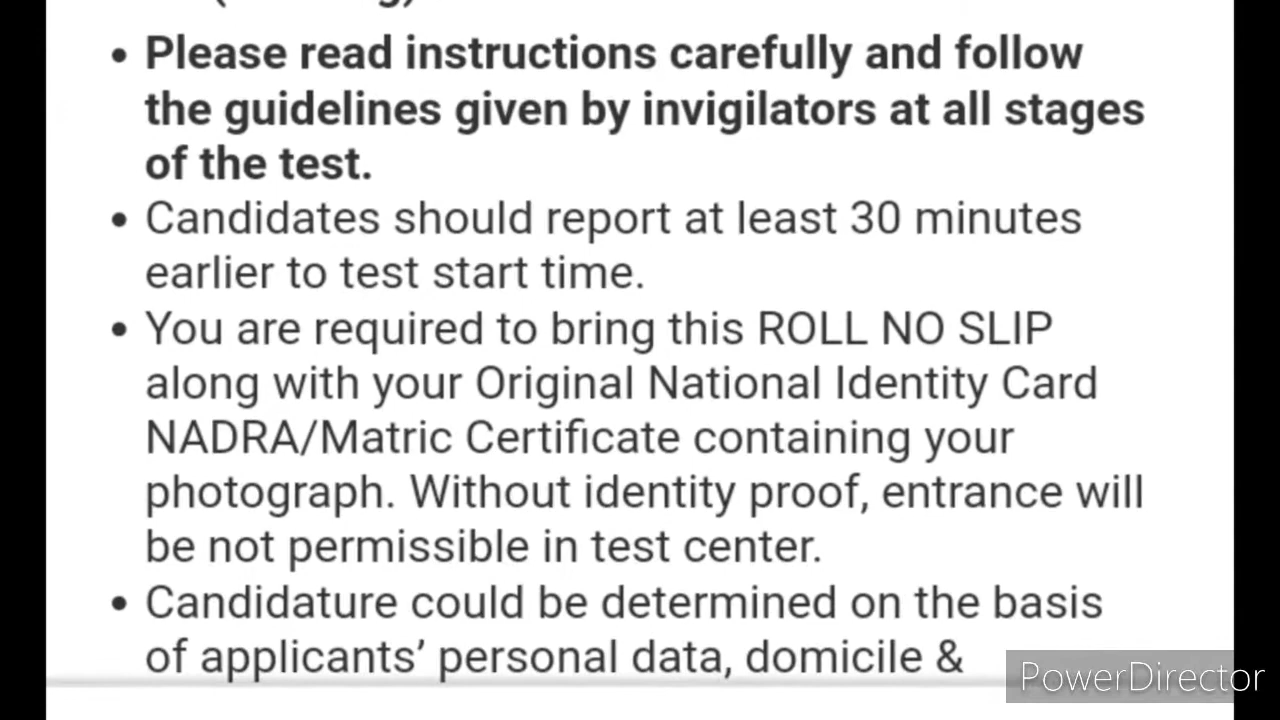 • Please read instructions carefully and follow
the guidelines given by invigilators at all stages
of the test.
• Candidates should report at least 30 minutes
earlier to test start time.
• You are required to bring this ROLL NO SLIP
along with your Original National Identity Card
NADRA/Matric Certificate containing your
photograph. Without identity proof, entrance will
be not permissible in test center.
• Candidature could be determined on the basis
of applicants’ personal data, domicile &
PowerDirector